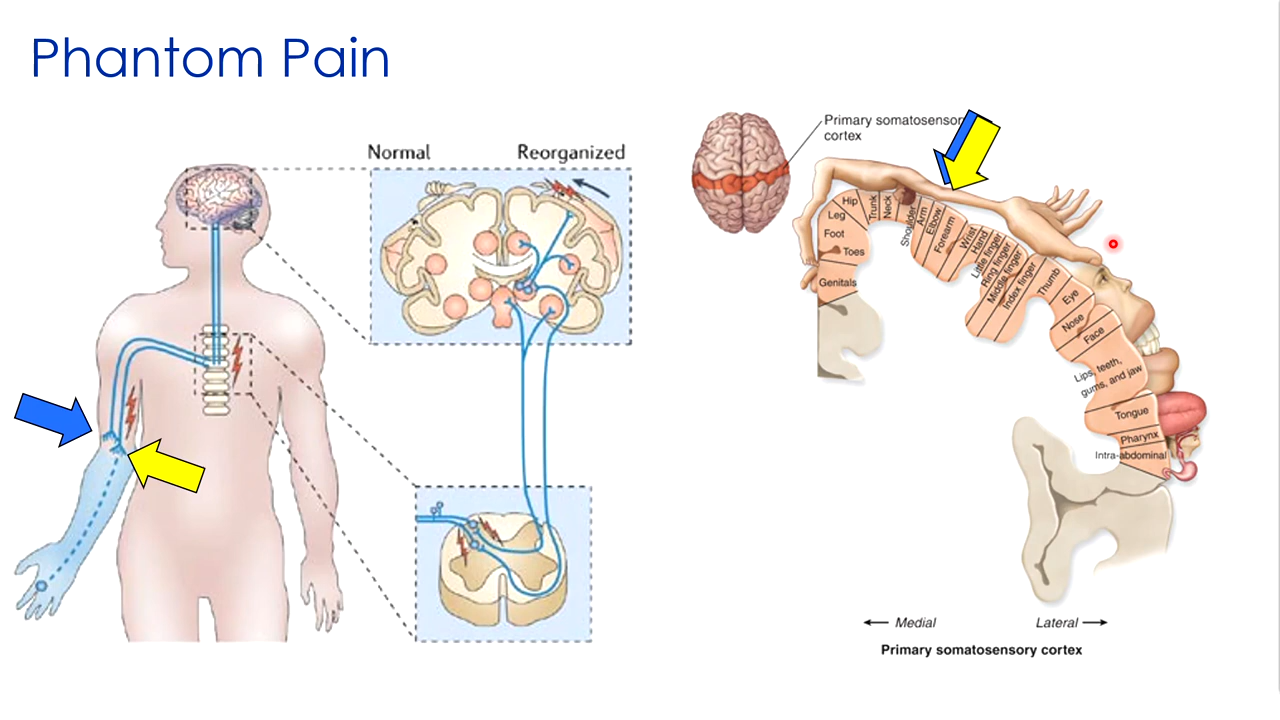 Phantom Pain
Normal
Reorganized
Primary somatosensor
cortex
Hip
Leg
Foot
Toes
Genitals
Trunk
Neck
Shoulder
Arm
Elbow
Forearm
Wrist
Hand
Little finger
Ring finger
Middle finger
Index finger
Thumb
Eye
Nose
Face
Lips, teeth,
gums, and jaw
Tongue
Pharynx
Intra-abdominal
← Medial
Lateral →
Primary somatosensory cortex